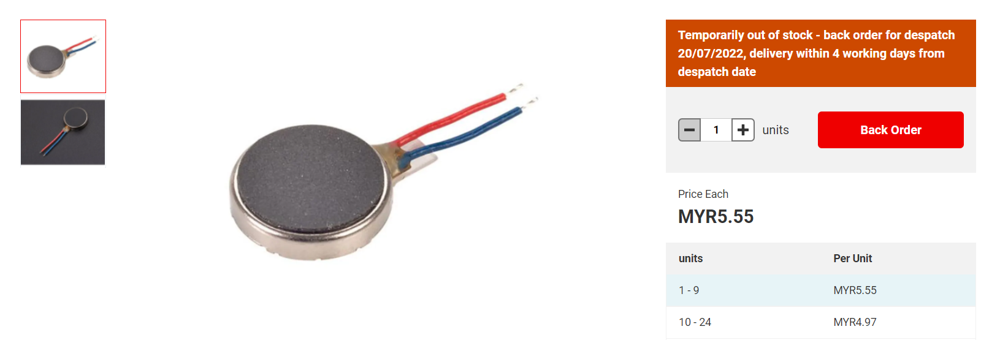 Temporarily out of stock - back order for despatch
20/07/2022, delivery within 4 working days from
despatch date
1 units
Back Order
Price Each
MYR5.55
units Per Unit
1 - 9 MYR5.55
10 - 24 MYR4.97